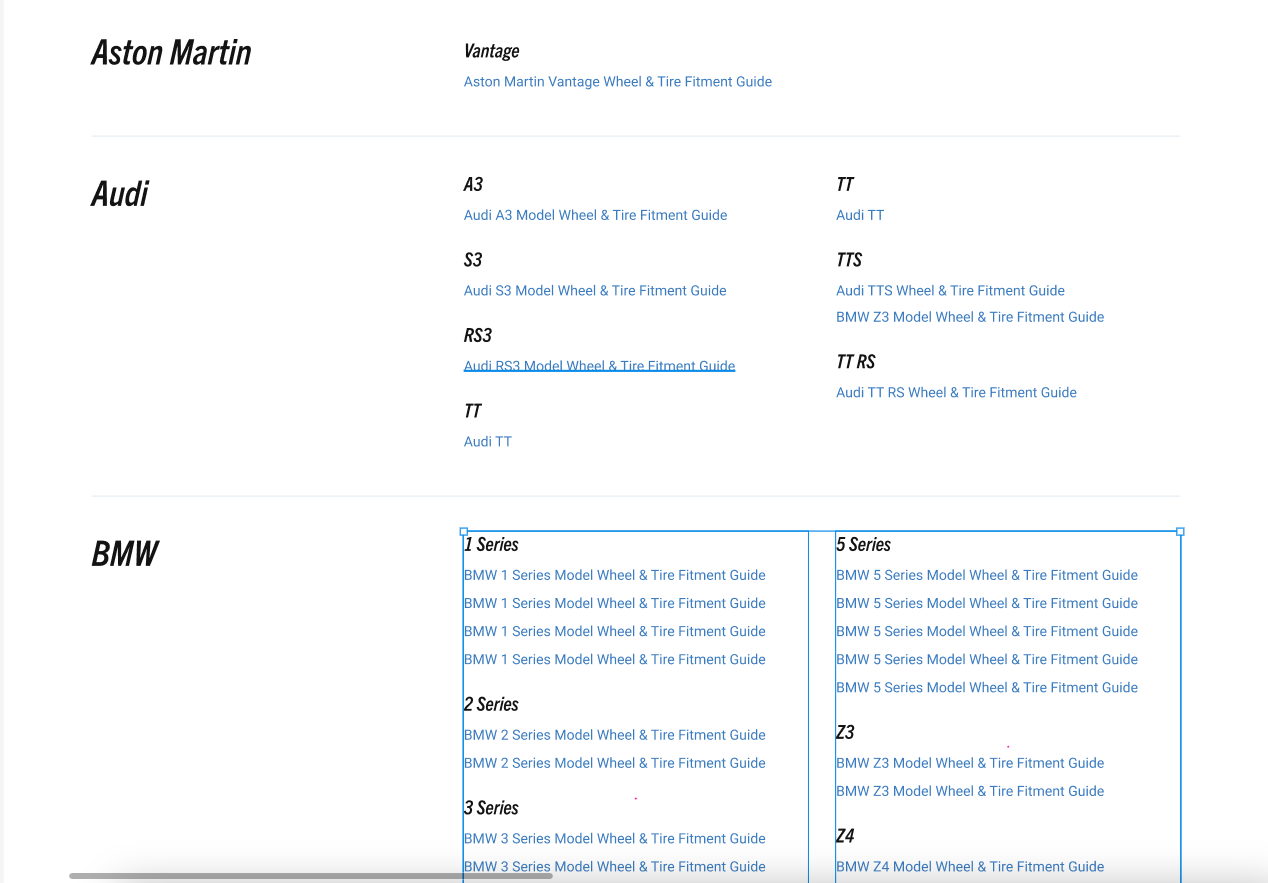 Aston Martin
Vantage
Aston Martin Vantage Wheel & Tire Fitment Guide
Audi
A3
Audi A3 Model Wheel & Tire Fitment Guide
S3
Audi S3 Model Wheel & Tire Fitment Guide
RS3
Audi RS3 Model Wheel & Tire Fitment Guide
TT
Audi TT
TT
Audi TT
TTS
Audi TTS Wheel & Tire Fitment Guide
BMW Z3 Model Wheel & Tire Fitment Guide
TT RS
Audi TT RS Wheel & Tire Fitment Guide
BMW
1 Series
BMW 1 Series Model Wheel & Tire Fitment Guide
BMW 1 Series Model Wheel & Tire Fitment Guide
BMW 1 Series Model Wheel & Tire Fitment Guide
BMW 1 Series Model Wheel & Tire Fitment Guide
2 Series
BMW 2 Series Model Wheel & Tire Fitment Guide
BMW 2 Series Model Wheel & Tire Fitment Guide
3 Series
BMW 3 Series Model Wheel & Tire Fitment Guide
BMW 3 Series Model Wheel & Tire Fitment Guide
5 Series
BMW 5 Series Model Wheel & Tire Fitment Guide
BMW 5 Series Model Wheel & Tire Fitment Guide
BMW 5 Series Model Wheel & Tire Fitment Guide
BMW 5 Series Model Wheel & Tire Fitment Guide
BMW 5 Series Model Wheel & Tire Fitment Guide
Z3
BMW Z3 Model Wheel & Tire Fitment Guide
BMW Z3 Model Wheel & Tire Fitment Guide
Z4
BMW Z4 Model Wheel & Tire Fitment Guide